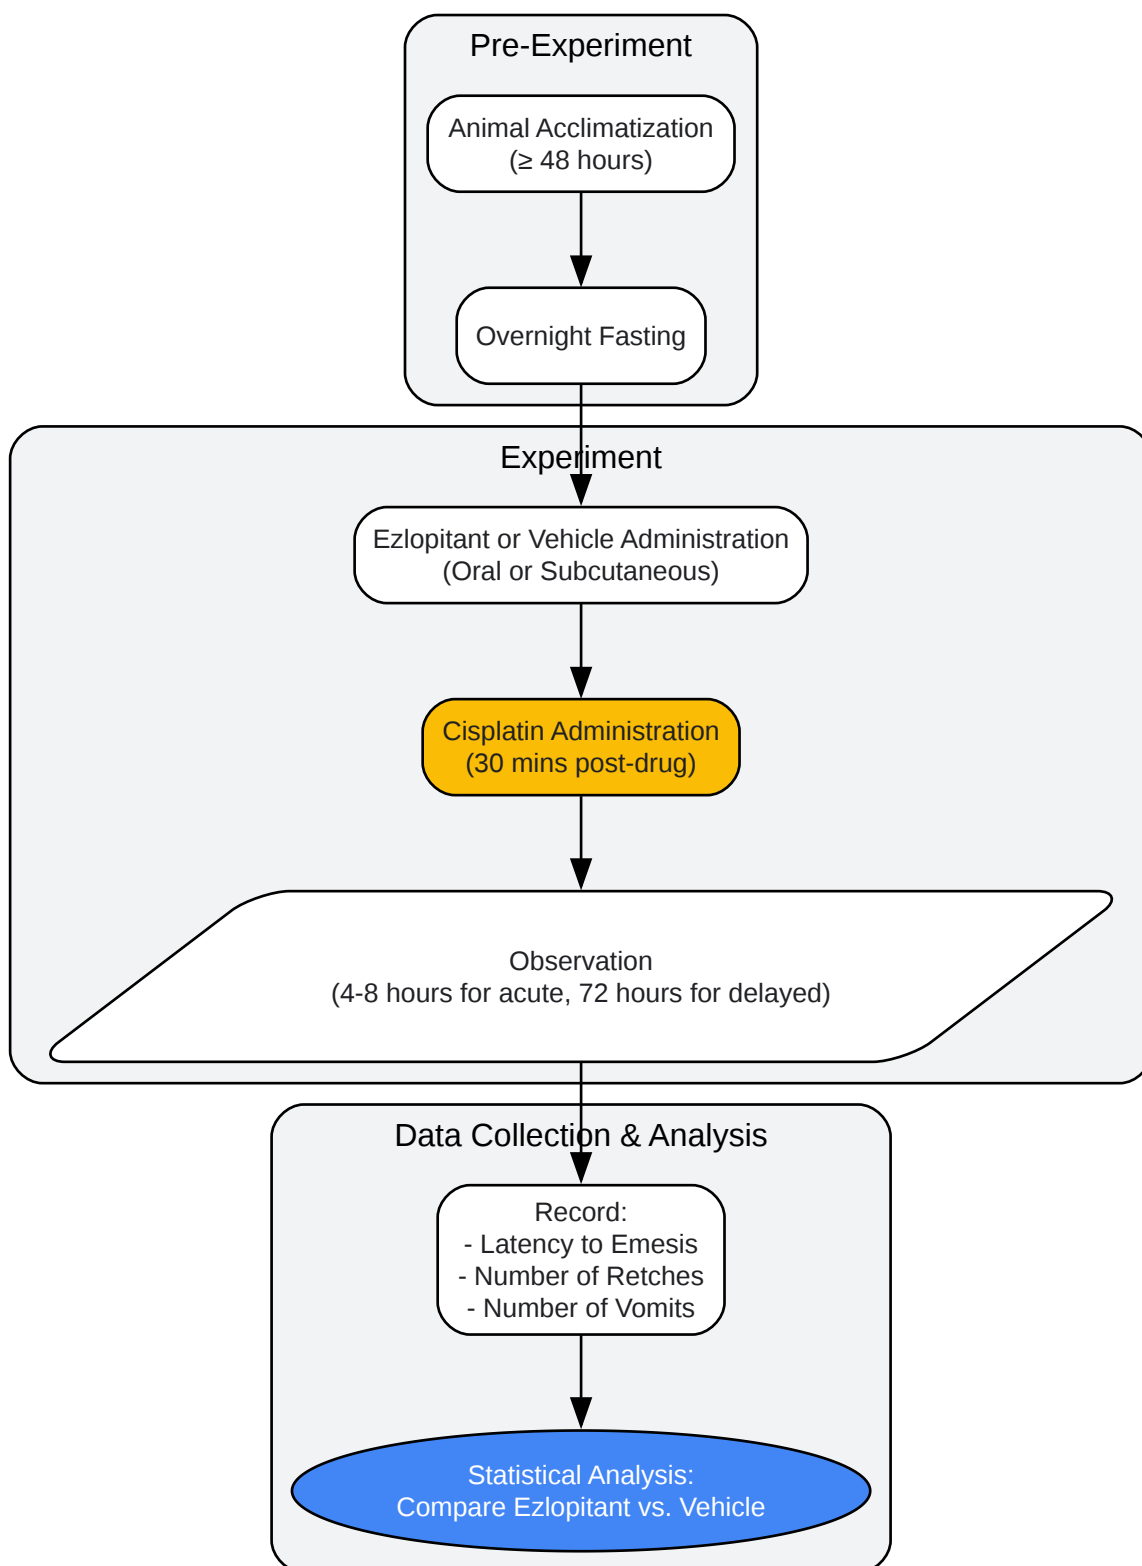 Pre-Experiment
Animal Acclimatization
(≥ 48 hours)
Overnight Fasting
Experiment
Ezlopitant or Vehicle Administration
(Oral or Subcutaneous)
Cisplatin Administration
(30 mins post-drug)
Observation
(4-8 hours for acute, 72 hours for delayed)
Data Collection & Analysis
Record:
- Latency to Emesis
- Number of Retches
- Number of Vomits
Statistical Analysis:
Compare Ezlopitant vs. Vehicle